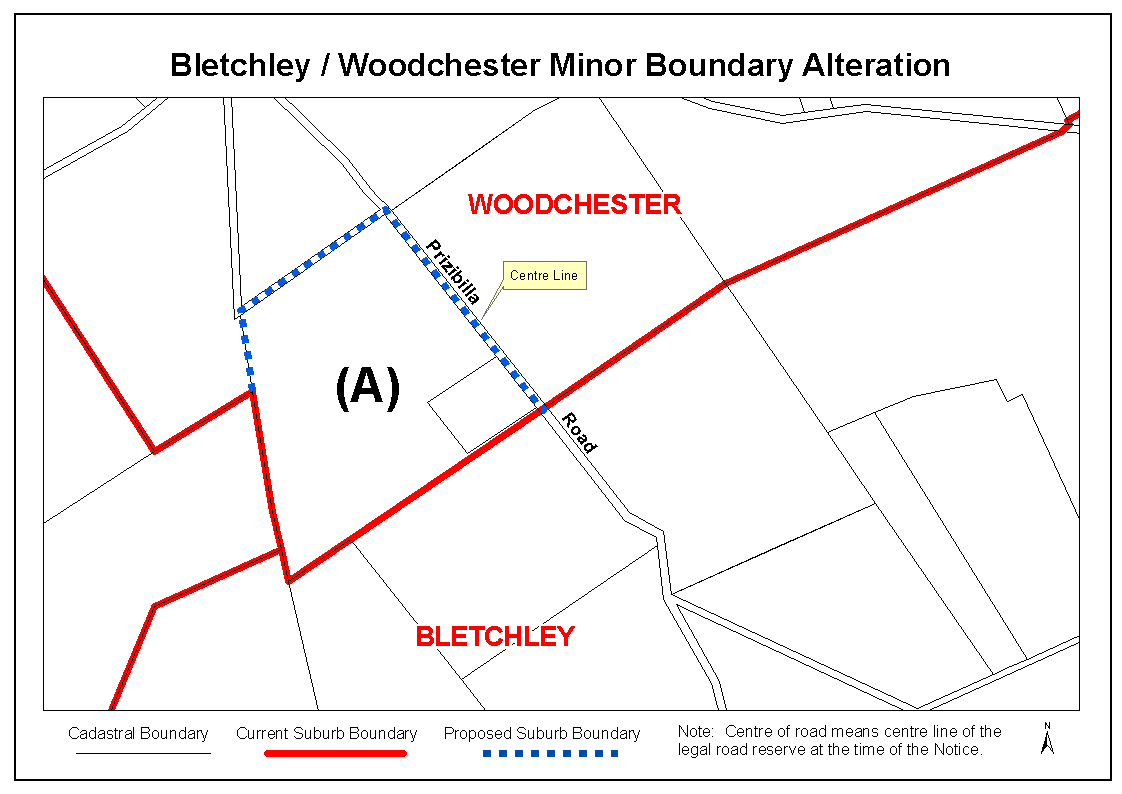 Bletchley / Woodchester Minor Boundary Alteration
WOODCHESTER
Prizibilla
Centre Line
(A)
Road
BLETCHLEY
Cadastral Boundary
Current Suburb Boundary
Proposed Suburb Boundary
Note: Centre of road means centre line of the
legal road reserve at the time of the Notice.
N